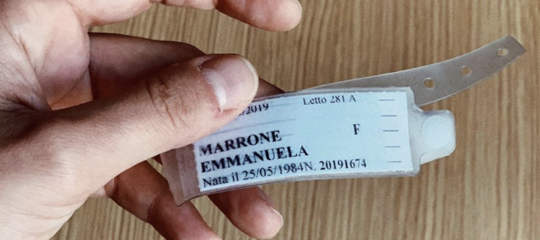 2019 Letto 281 A
MARRONE F
EMMANUELA
Nata il 25/05/1984N. 20191674